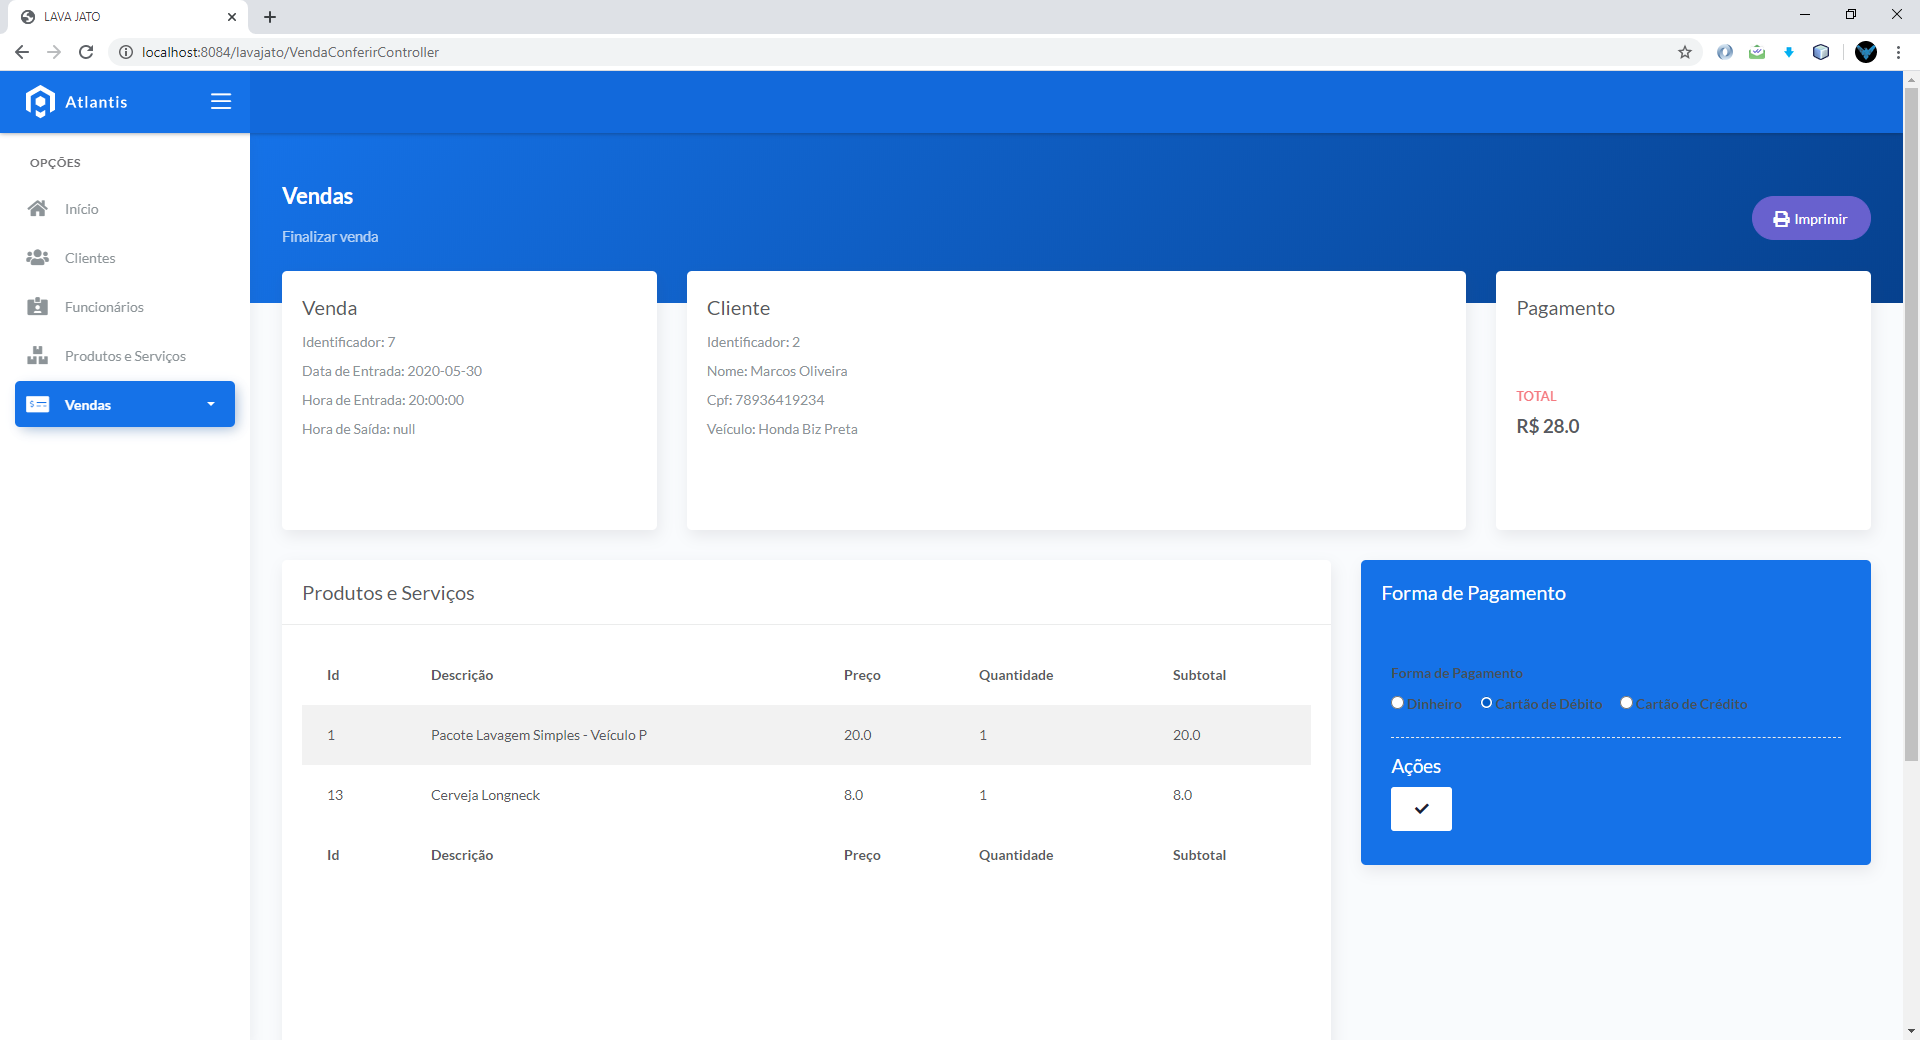 LAVA JATO
localhost:8084/lavajato/VendaConferirController
Atlantis
OPÇÕES
Início
Clientes
Funcionários
Produtos e Serviços
Vendas
Vendas
Finalizar venda
Imprimir
Venda
Identificador: 7
Data de Entrada: 2020-05-30
Hora de Entrada: 20:00:00
Hora de Saída: null
Cliente
Identificador: 2
Nome: Marcos Oliveira
Cpf: 78936419234
Veículo: Honda Biz Preta
Pagamento
TOTAL
R$ 28.0
Produtos e Serviços
Id Descrição Preço Quantidade Subtotal
1 Pacote Lavagem Simples - Veículo P 20.0 1 20.0
13 Cerveja Longneck 8.0 1 8.0
Id Descrição Preço Quantidade Subtotal
Forma de Pagamento
Forma de Pagamento
Dinheiro Cartão de Débito Cartão de Crédito
Ações